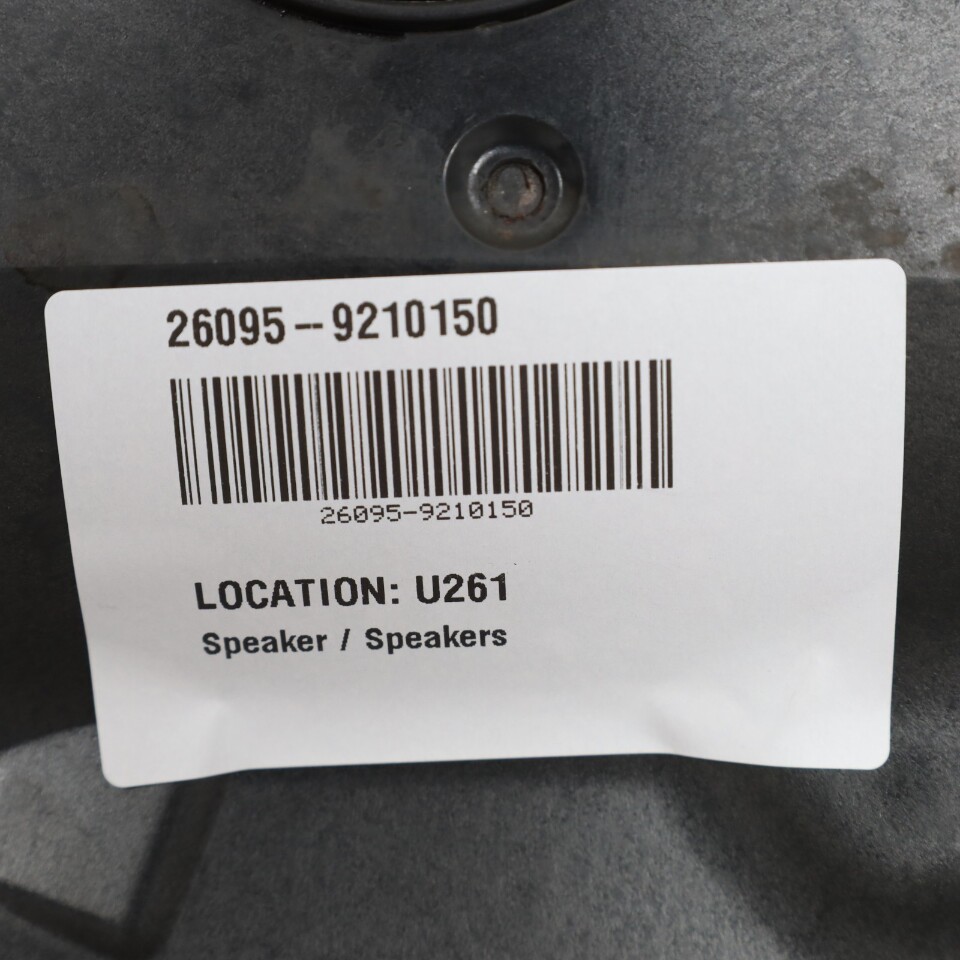 26095--9210150
26095-9210150
LOCATION: U261
Speaker / Speakers